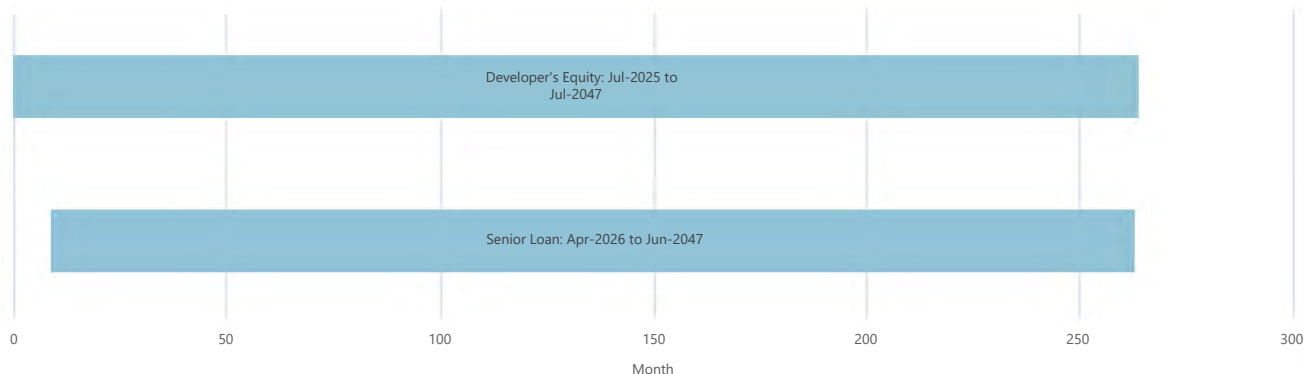 Developer's Equity: Jul-2025 to
Jul-2047
Senior Loan: Apr-2026 to Jun-2047
0 50 100 150 200 250 300
Month